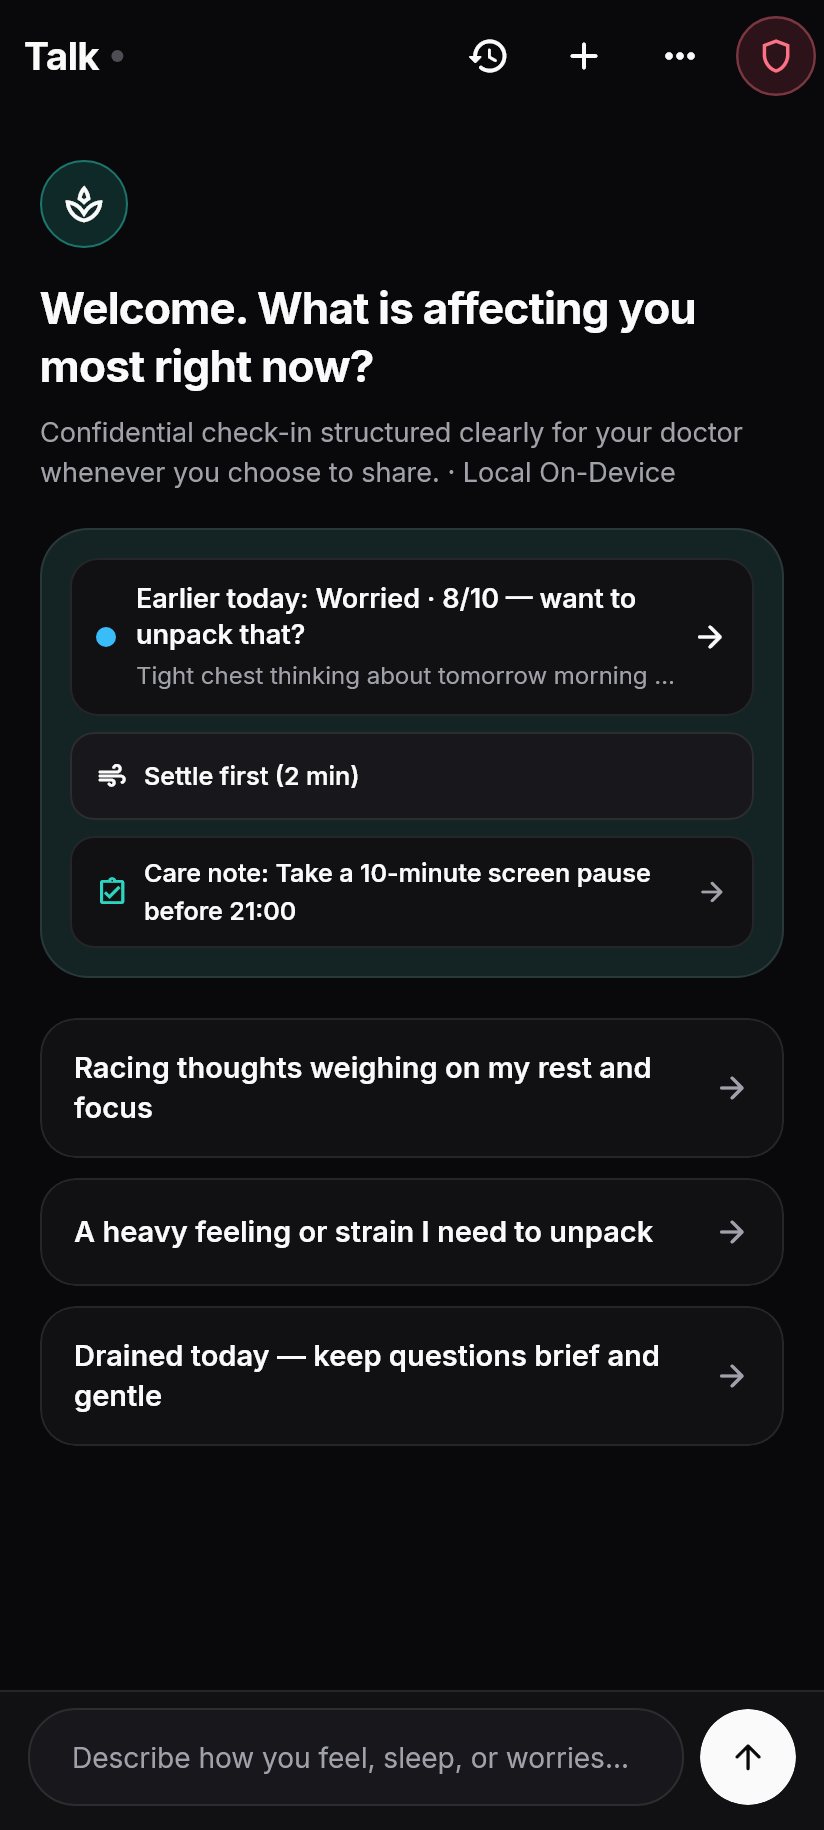 Talk
Welcome. What is affecting you
most right now?
Confidential check-in structured clearly for your doctor
whenever you choose to share. · Local On-Device
Earlier today: Worried · 8/10 — want to
unpack that?
Tight chest thinking about tomorrow morning ...
Settle first (2 min)
Care note: Take a 10-minute screen pause
before 21:00
Racing thoughts weighing on my rest and
focus
A heavy feeling or strain I need to unpack
Drained today — keep questions brief and
gentle
Describe how you feel, sleep, or worries...